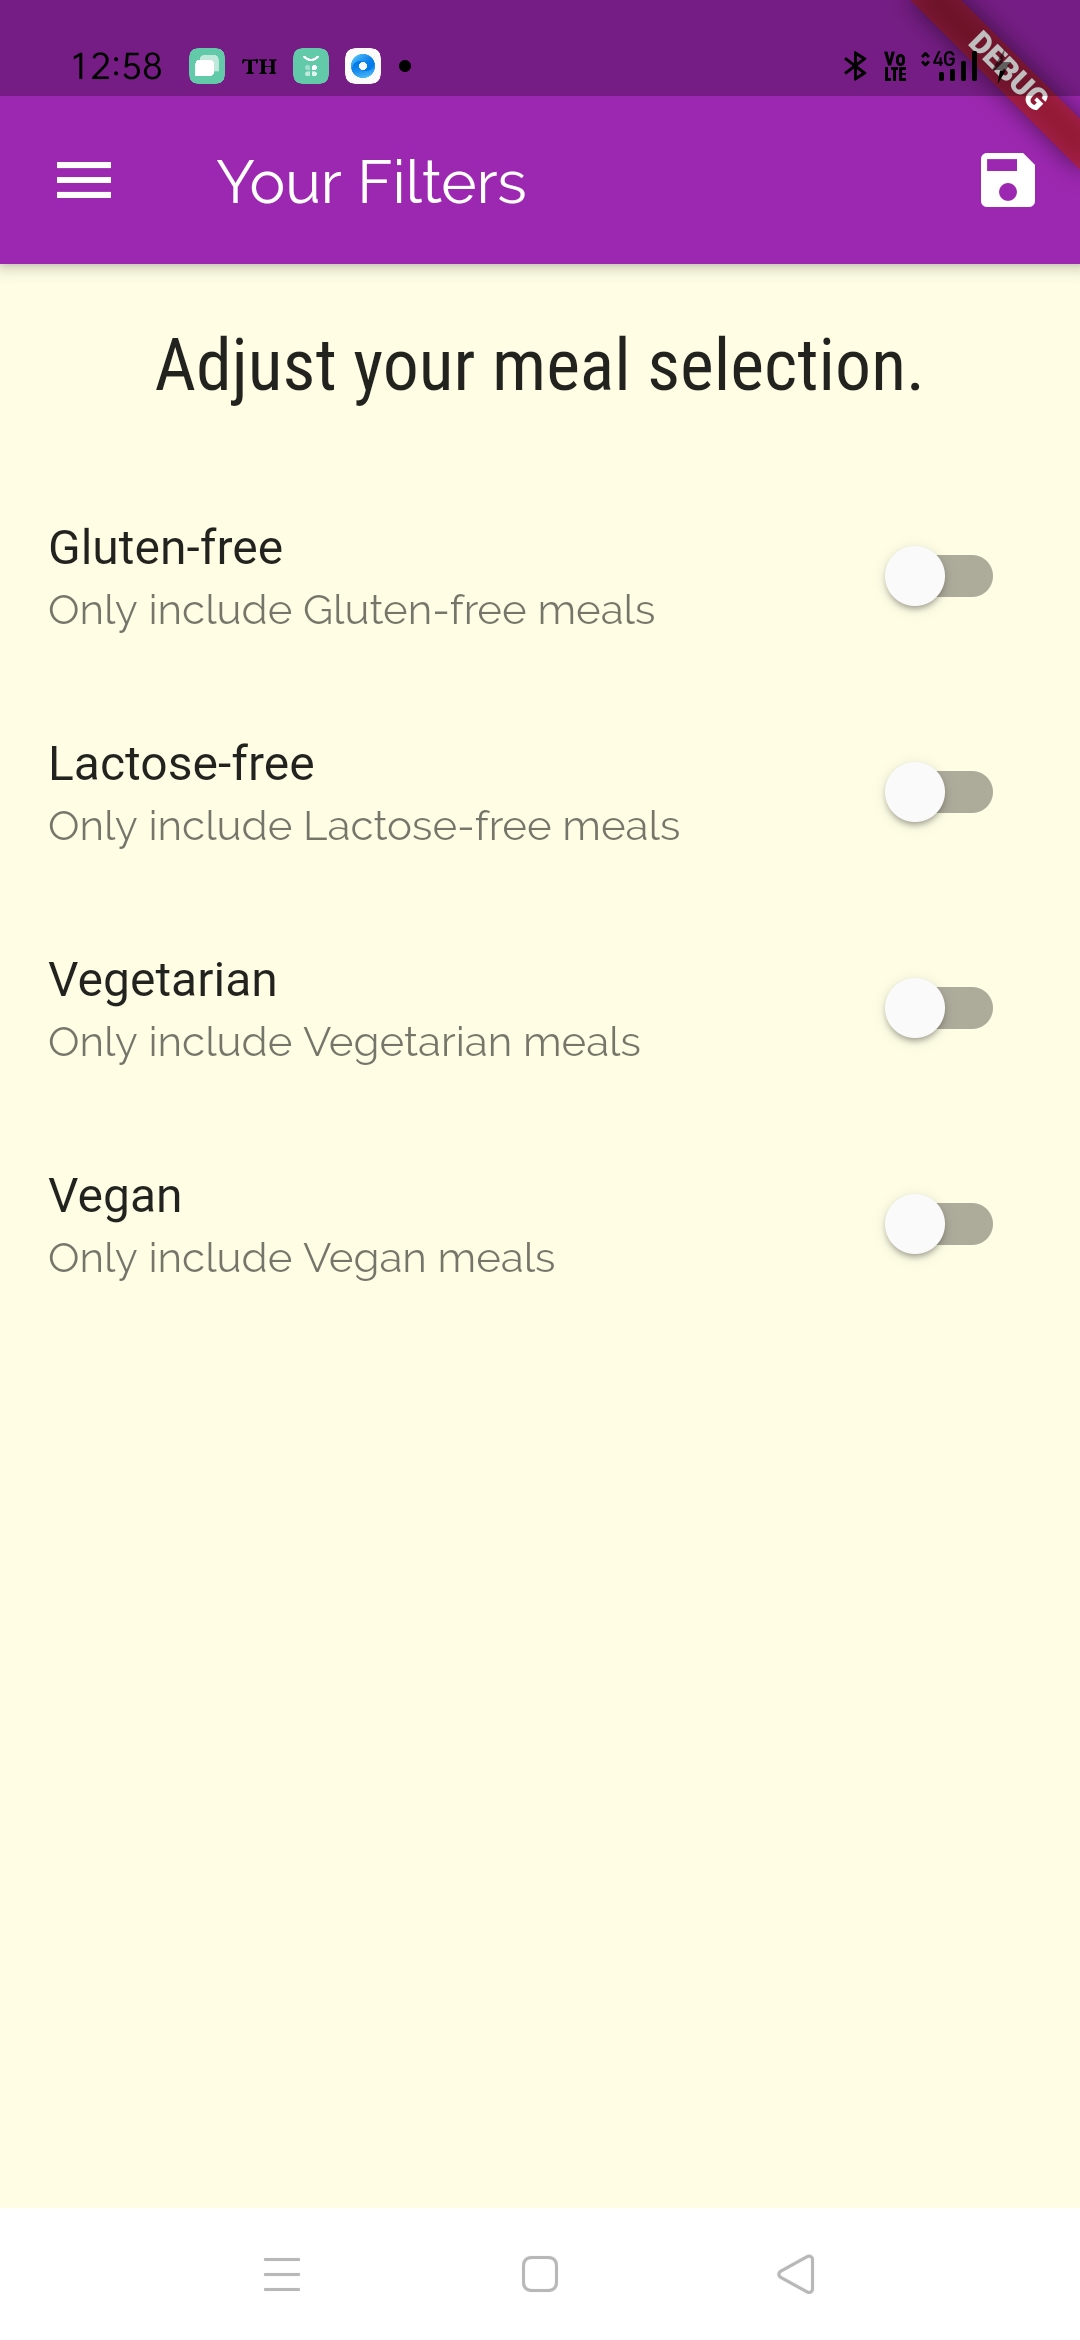 12:58 TH Vo LTE 4G DEBUG
Your Filters
Adjust your meal selection.
Gluten-free
Only include Gluten-free meals
Lactose-free
Only include Lactose-free meals
Vegetarian
Only include Vegetarian meals
Vegan
Only include Vegan meals